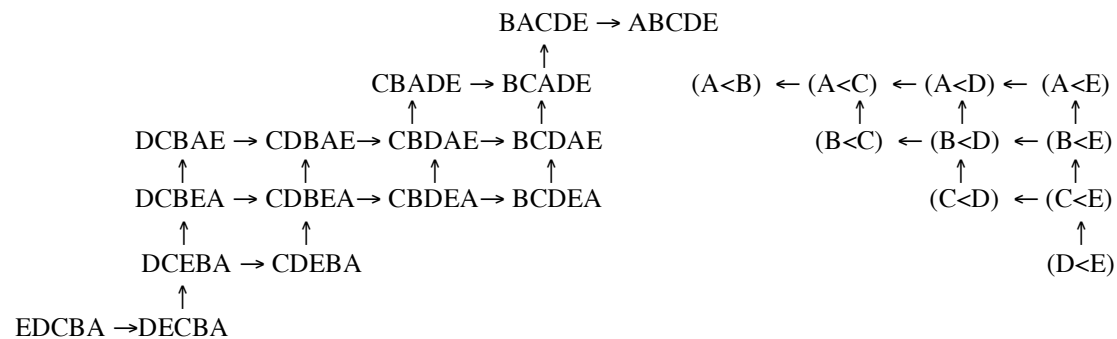 BACDE → ABCDE
↑
CBADE → BCADE (A<B) ← (A<C) ← (A<D) ← (A<E)
↑ ↑ ↑ ↑ ↑
DCBAE → CDBAE → CBDAE → BCDAE (B<C) ← (B<D) ← (B<E)
↑ ↑ ↑ ↑ ↑ ↑
DCBEA → CDBEA → CBDEA → BCDEA (C<D) ← (C<E)
↑ ↑ ↑
DCEBA → CDEBA (D<E)
↑
EDCBA → DECBA